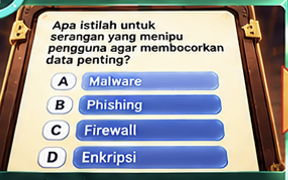 Apa istilah untuk
serangan yang menipu
pengguna agar membocorkan
data penting?
A Malware
B Phishing
C Firewall
D Enkripsi